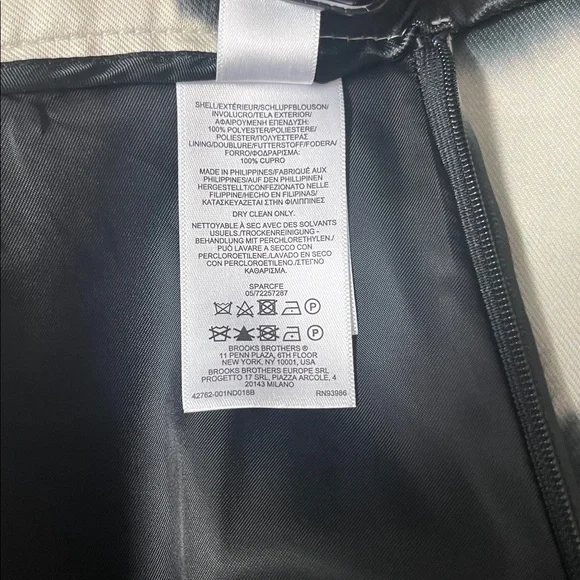 SHELL/EXTÉRIEUR/SCHLUPFBLOUSON/
INVOLUCRO/TELA EXTERIOR/
ΑΦΑΙΡΟΥΜΕΝΗ ΕΠΕΝΔΥΣΗ:
100% POLYESTER/POLIESTERE/
POLIESTER/ΠΟΛΥΕΣΤΕΡΑΣ
LINING/DOUBLURE/FUTTERSTOFF/FODERA/
FORRO/ΦΟΔΡΑΡΙΣΜΑ:
100% CUPRO
MADE IN PHILIPPINES/FABRIQUÉ AUX
PHILIPPINES/AUF DEN PHILLIPINEN
HERGESTELLT/CONFEZIONATO NELLE
FILIPPINE/HECHO EN FILIPINAS/
ΚΑΤΑΣΚΕΥΑΖΕΤΑΙ ΣΤΗΝ ΦΙΛΙΠΠΙΝΕΣ
DRY CLEAN ONLY.
NETTOYABLE À SEC AVEC DES SOLVANTS
USUELS./TROCKENREINIGUNG -
BEHANDLUNG MIT PERCHLORETHYLEN./
PUÒ LAVARE A SECO CON
PERCLOROETILENE./LAVADO EN SECO
CON PERCLOROETILENO./ΣΤΕΓΝΟ
ΚΑΘΑΡΙΣΜΑ.
SPARCFE
05/72257287
P
P
BROOKS BROTHERS ®
11 PENN PLAZA, 6TH FLOOR
NEW YORK, NY 10001, USA
BROOKS BROTHERS EUROPE SRL
PROGETTO 17 SRL, PIAZZA ARCOLE, 4
20143 MILANO
42762-001ND018B RN93986